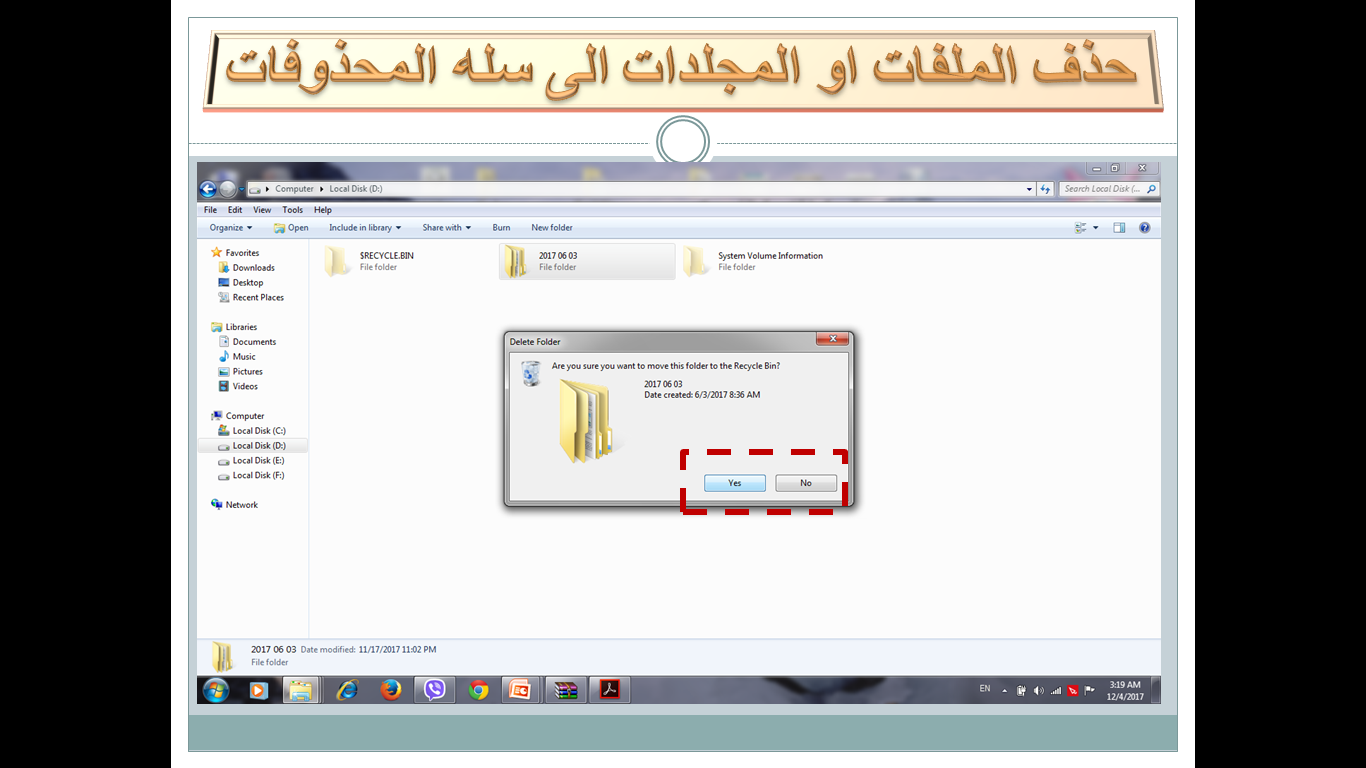 حذف الملفات او المجلدات الى سله المحذوفات
Computer Local Disk (D:)
Search Local Disk (...
File Edit View Tools Help
Organize Open Include in library Share with Burn New folder
Favorites
Downloads
Desktop
Recent Places
Libraries
Documents
Music
Pictures
Videos
Computer
Local Disk (C:)
Local Disk (D:)
Local Disk (E:)
Local Disk (F:)
Network
$RECYCLE.BIN
File folder
2017 06 03
File folder
System Volume Information
File folder
Delete Folder
Are you sure you want to move this folder to the Recycle Bin?
2017 06 03
Date created: 6/3/2017 8:36 AM
Yes No
2017 06 03 Date modified: 11/17/2017 11:02 PM
File folder
EN
3:19 AM
12/4/2017